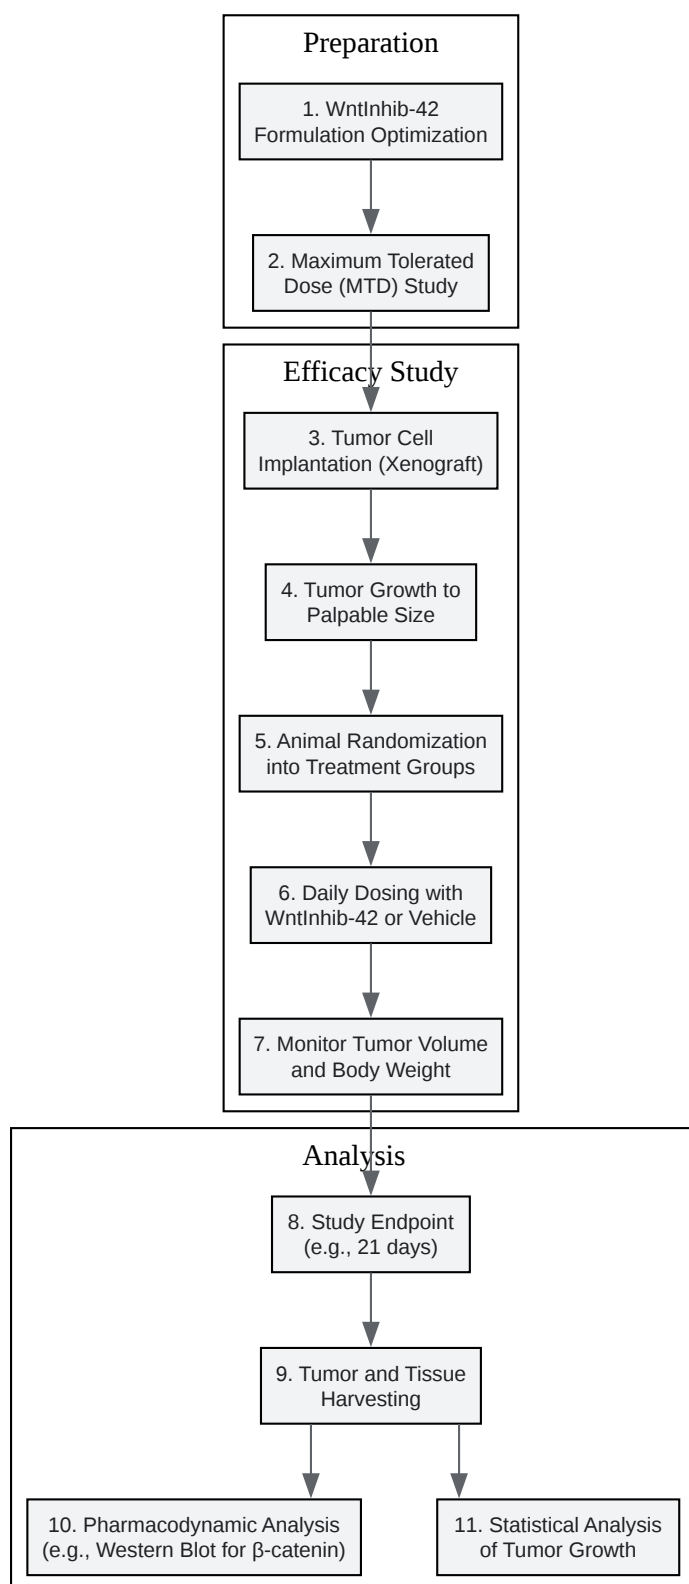 Preparation
1. WntInhib-42
Formulation Optimization
2. Maximum Tolerated
Dose (MTD) Study
Efficacy Study
3. Tumor Cell
Implantation (Xenograft)
4. Tumor Growth to
Palpable Size
5. Animal Randomization
into Treatment Groups
6. Daily Dosing with
WntInhib-42 or Vehicle
7. Monitor Tumor Volume
and Body Weight
Analysis
8. Study Endpoint
(e.g., 21 days)
9. Tumor and Tissue
Harvesting
10. Pharmacodynamic Analysis
(e.g., Western Blot for β-catenin)
11. Statistical Analysis
of Tumor Growth